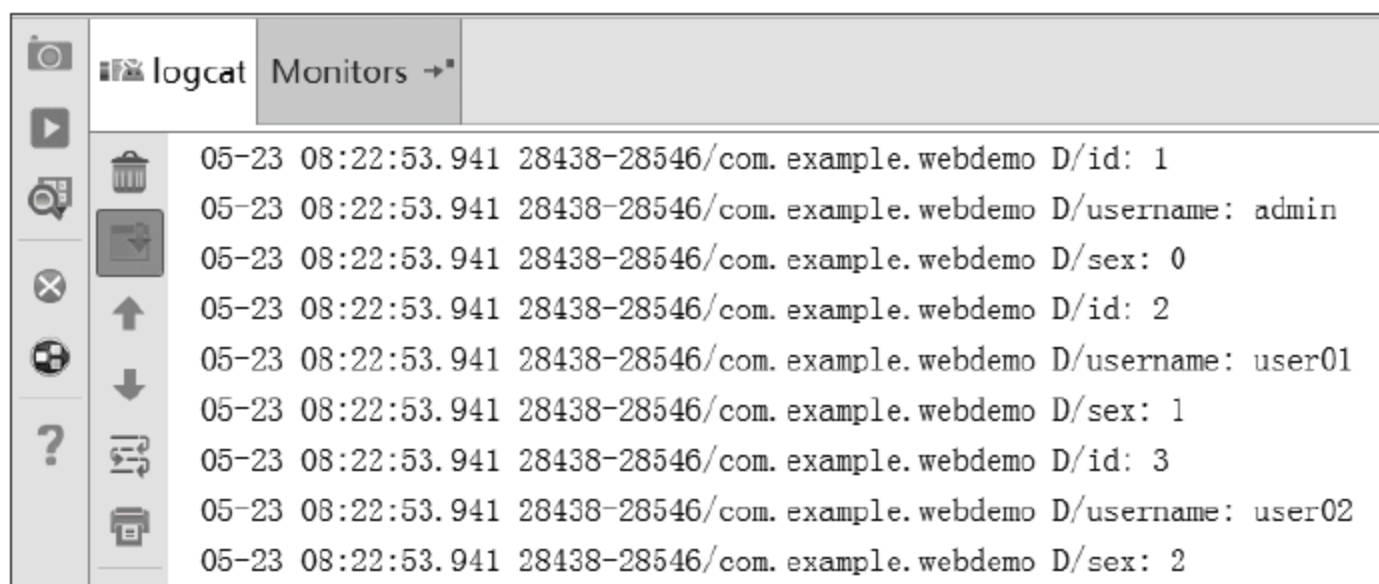 logcat Monitors
05-23 08:22:53.941 28438-28546/com.example.webdemo D/id: 1
05-23 08:22:53.941 28438-28546/com.example.webdemo D/username: admin
05-23 08:22:53.941 28438-28546/com.example.webdemo D/sex: 0
05-23 08:22:53.941 28438-28546/com.example.webdemo D/id: 2
05-23 08:22:53.941 28438-28546/com.example.webdemo D/username: user01
05-23 08:22:53.941 28438-28546/com.example.webdemo D/sex: 1
05-23 08:22:53.941 28438-28546/com.example.webdemo D/id: 3
05-23 08:22:53.941 28438-28546/com.example.webdemo D/username: user02
05-23 08:22:53.941 28438-28546/com.example.webdemo D/sex: 2